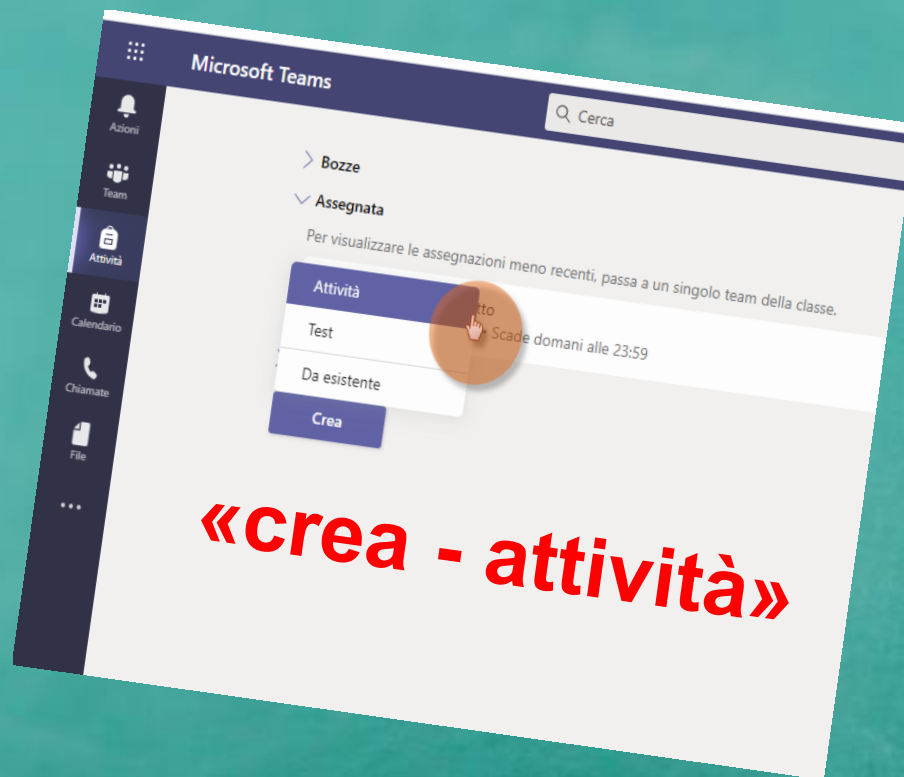 Microsoft Teams
Cerca
Azioni
Team
Attività
Calendario
Chiamate
File
Bozze
Assegnata
Per visualizzare le assegnazioni meno recenti, passa a un singolo team della classe.
Attività
Scade domani alle 23:59
Test
Da esistente
Crea
«crea - attività»